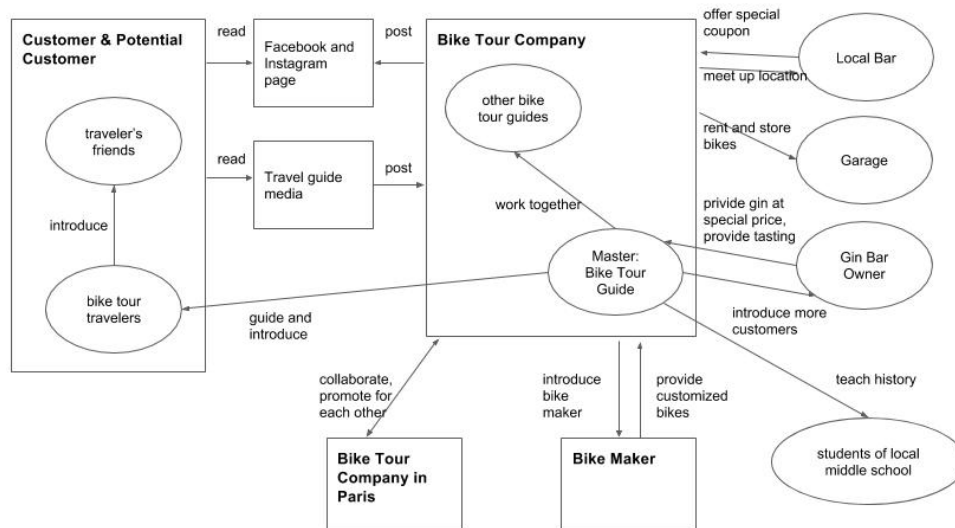 Customer & Potential
Customer
traveler's
friends
introduce
bike tour
travelers
read
Facebook and
Instagram
page
post
read
Travel guide
media
post
Bike Tour Company
other bike
tour guides
work together
Master:
Bike Tour
Guide
guide and
introduce
offer special
coupon
meet up location
Local Bar
rent and store
bikes
Garage
privide gin at
special price,
provide tasting
Gin Bar
Owner
introduce more
customers
teach history
students of local
middle school
collaborate,
promote for
each other
Bike Tour
Company in
Paris
introduce
bike
maker
provide
customized
bikes
Bike Maker